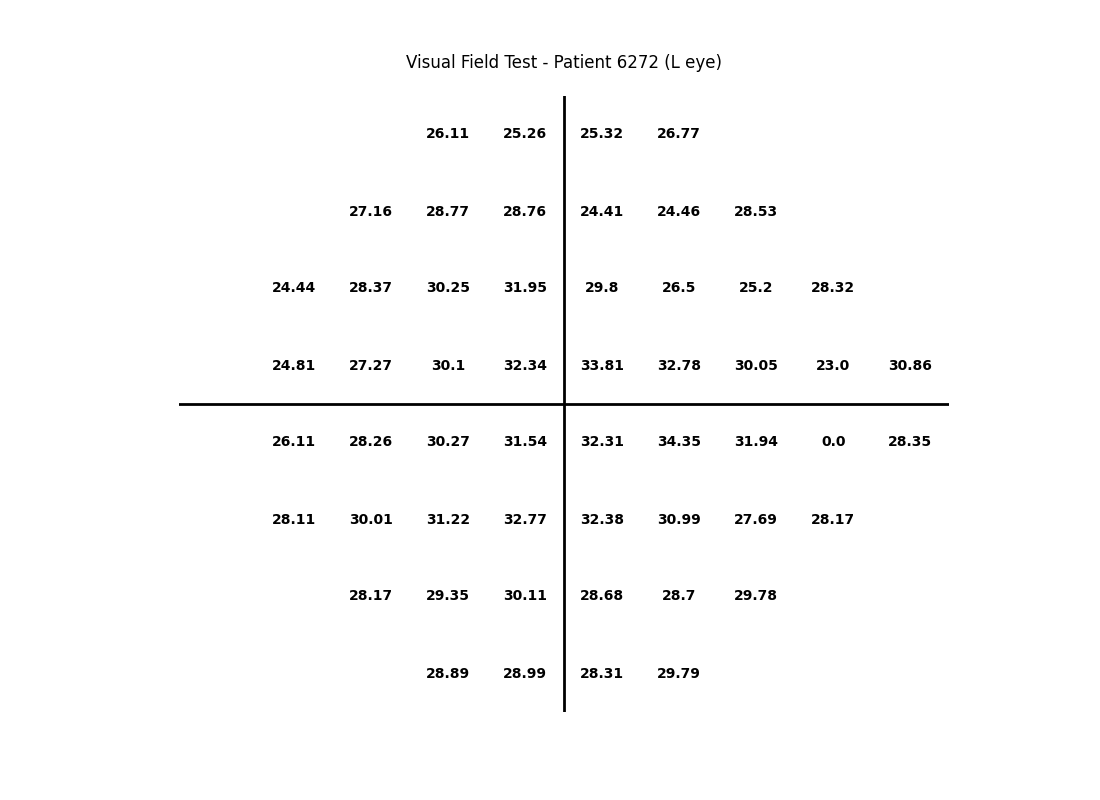 Visual Field Test - Patient 6272 (L eye)
26.11 25.26 25.32 26.77
27.16 28.77 28.76 24.41 24.46 28.53
24.44 28.37 30.25 31.95 29.8 26.5 25.2 28.32
24.81 27.27 30.1 32.34 33.81 32.78 30.05 23.0 30.86
26.11 28.26 30.27 31.54 32.31 34.35 31.94 0.0 28.35
28.11 30.01 31.22 32.77 32.38 30.99 27.69 28.17
28.17 29.35 30.11 28.68 28.7 29.78
28.89 28.99 28.31 29.79